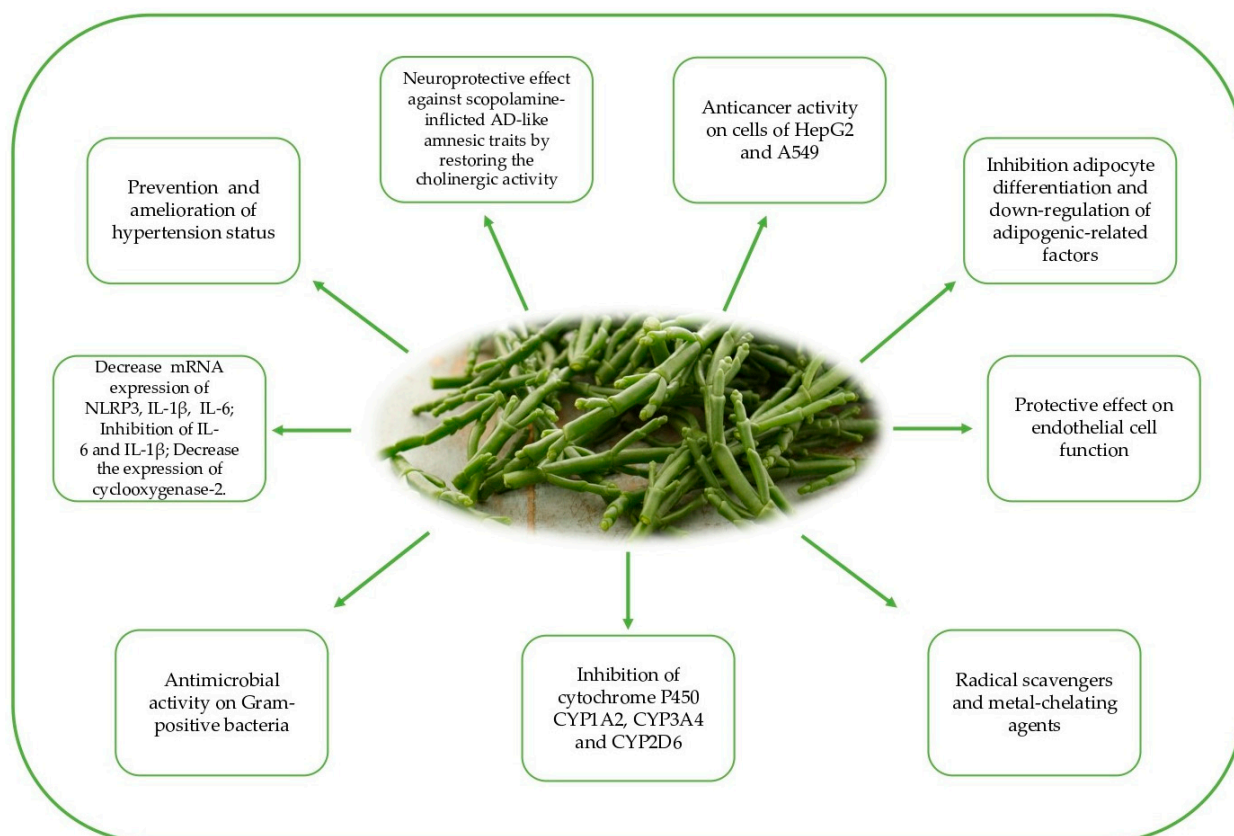 Neuroprotective effect
against scopolamine-
inflicted AD-like
amnesic traits by
restoring the
cholinergic activity
Anticancer activity
on cells of HepG2
and A549
Inhibition adipocyte
differentiation and
down-regulation of
adipogenic-related
factors
Prevention and
amelioration of
hypertension status
Decrease mRNA
expression of
NLRP3, IL-1β, IL-6;
Inhibition of IL-
6 and IL-1β; Decrease
the expression of
cyclooxygenase-2.
Protective effect on
endothelial cell
function
Antimicrobial
activity on Gram-
positive bacteria
Inhibition of
cytochrome P450
CYP1A2, CYP3A4
and CYP2D6
Radical scavengers
and metal-chelating
agents